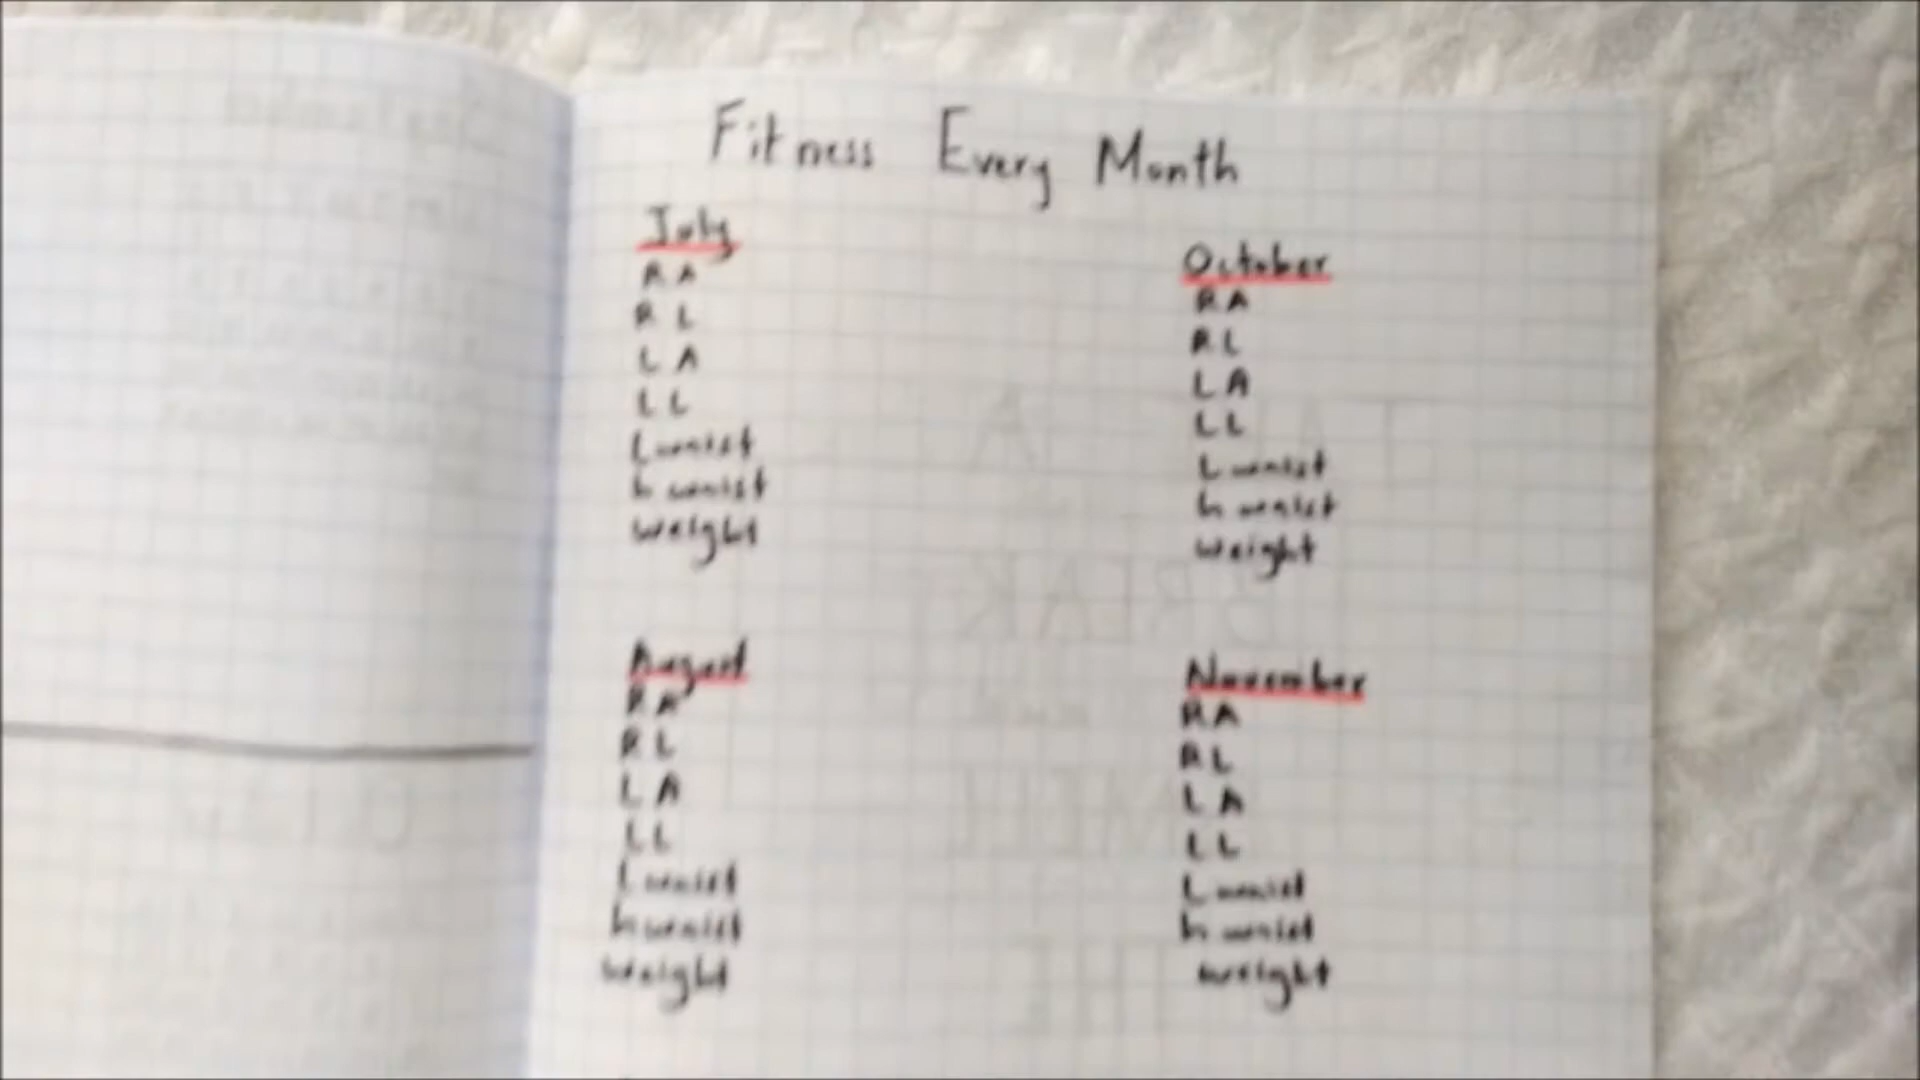 Fitness Every Month
July
RA
RL
LA
LL
L waist
h waist
weight
August
RA
RL
LA
LL
L waist
h waist
weight
October
RA
RL
LA
LL
L waist
h waist
weight
November
RA
RL
LA
LL
L waist
h waist
weight